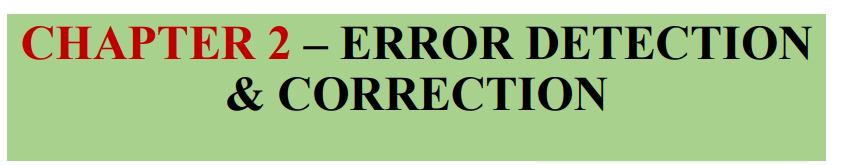 CHAPTER 2 – ERROR DETECTION
& CORRECTION